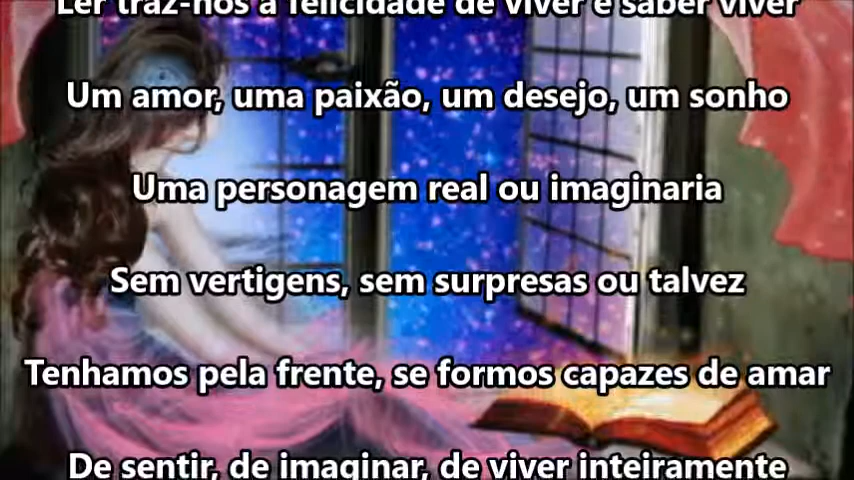 Ler traz-nos a felicidade de viver e saber viver
Um amor, uma paixão, um desejo, um sonho
Uma personagem real ou imaginaria
Sem vertigens, sem surpresas ou talvez
Tenhamos pela frente, se formos capazes de amar
De sentir, de imaginar, de viver inteiramente